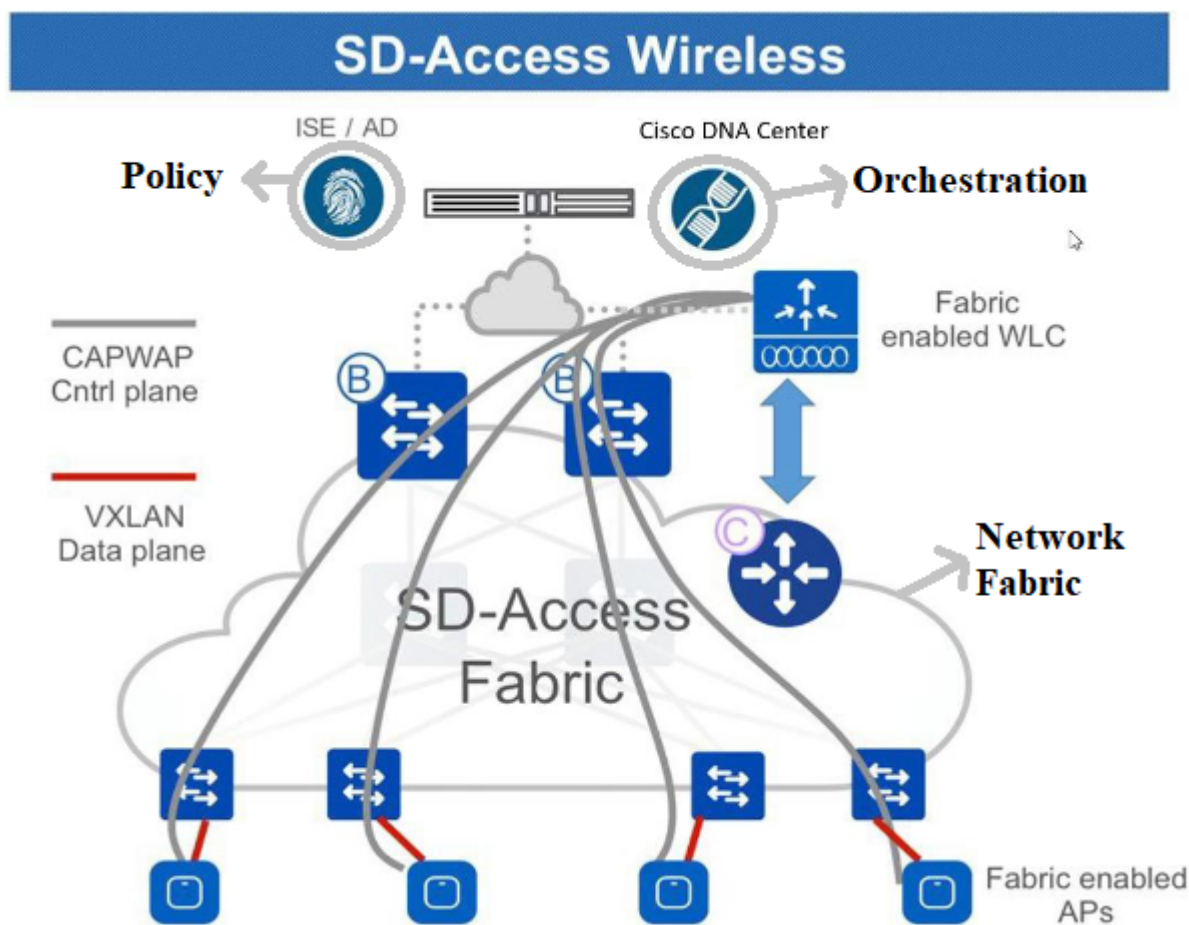 SD-Access Wireless
ISE / AD
Cisco DNA Center
Policy
Orchestration
Fabric
enabled WLC
CAPWAP
Cntrl plane
B
B
VXLAN
Data plane
C
Network
Fabric
SD-Access
Fabric
Fabric enabled
APs